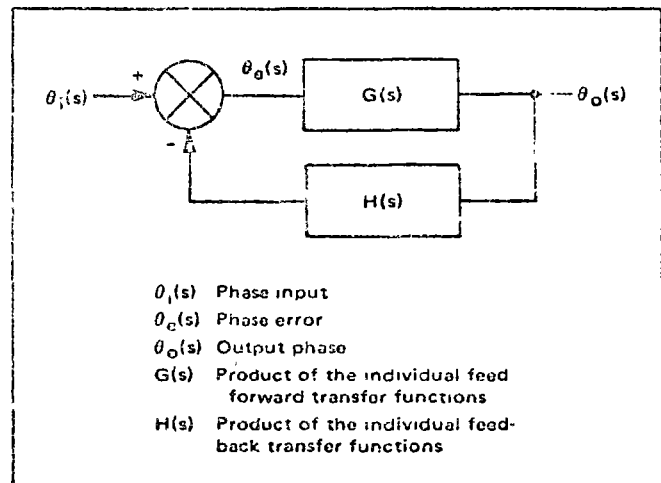 +
θₐ(s)
θᵢ(s)
G(s)
θₒ(s)
−
H(s)
θᵢ(s) Phase input
θₑ(s) Phase error
θₒ(s) Output phase
G(s) Product of the individual feed
forward transfer functions
H(s) Product of the individual feed-
back transfer functions